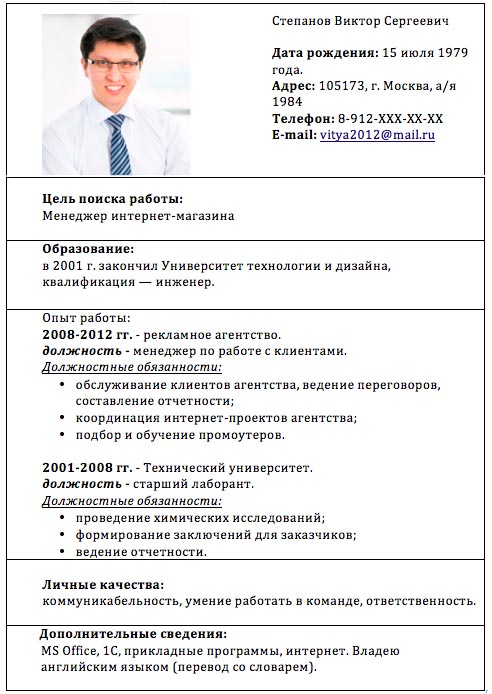 Степанов Виктор Сергеевич
Дата рождения: 15 июля 1979
года.
Адрес: 105173, г. Москва, а/я
1984
Телефон: 8-912-XXX-XX-XX
E-mail: vitya2012@mail.ru
Цель поиска работы:
Менеджер интернет-магазина
Образование:
в 2001 г. закончил Университет технологии и дизайна,
квалификация — инженер.
Опыт работы:
2008-2012 гг. - рекламное агентство.
должность - менеджер по работе с клиентами.
Должностные обязанности:
• обслуживание клиентов агентства, ведение переговоров,
составление отчетности;
• координация интернет-проектов агентства;
• подбор и обучение промоутеров.
2001-2008 гг. - Технический университет.
должность - старший лаборант.
Должностные обязанности:
• проведение химических исследований;
• формирование заключений для заказчиков;
• ведение отчетности.
Личные качества:
коммуникабельность, умение работать в команде, ответственность.
Дополнительные сведения:
MS Office, 1C, прикладные программы, интернет. Владею
английским языком (перевод со словарем).